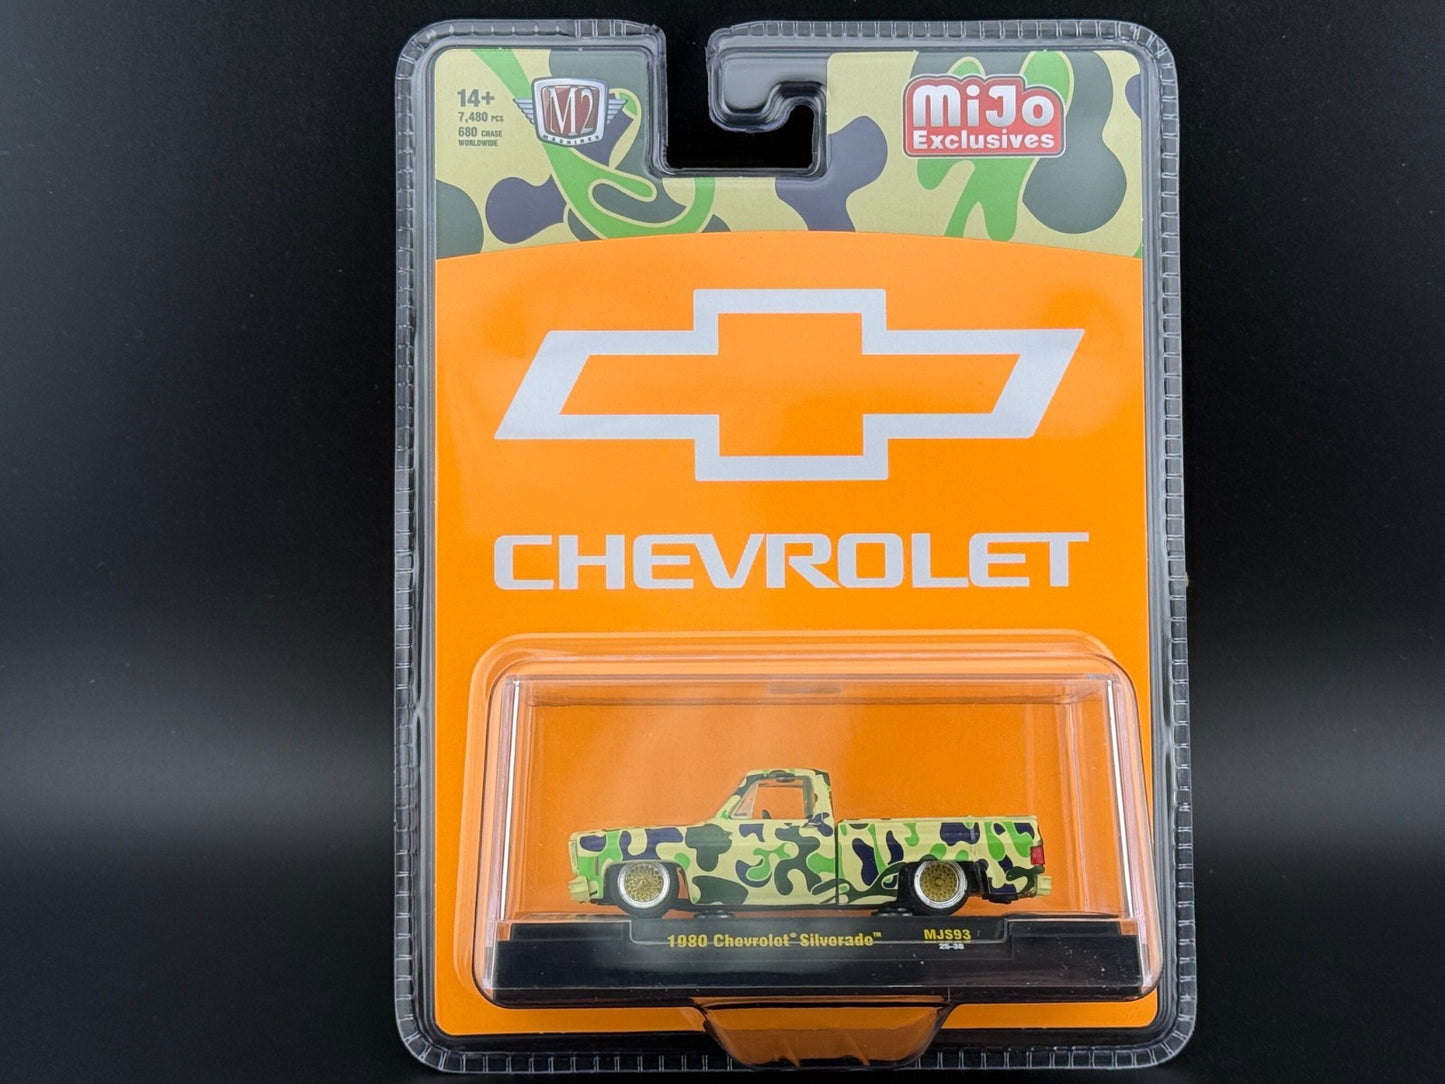 14+
7,480 PCS
680 CHASE
WORLDWIDE
M2
MACHINES
MiJo
Exclusives
CHEVROLET
1980 Chevrolet® Silverado™
MJS93
25-38